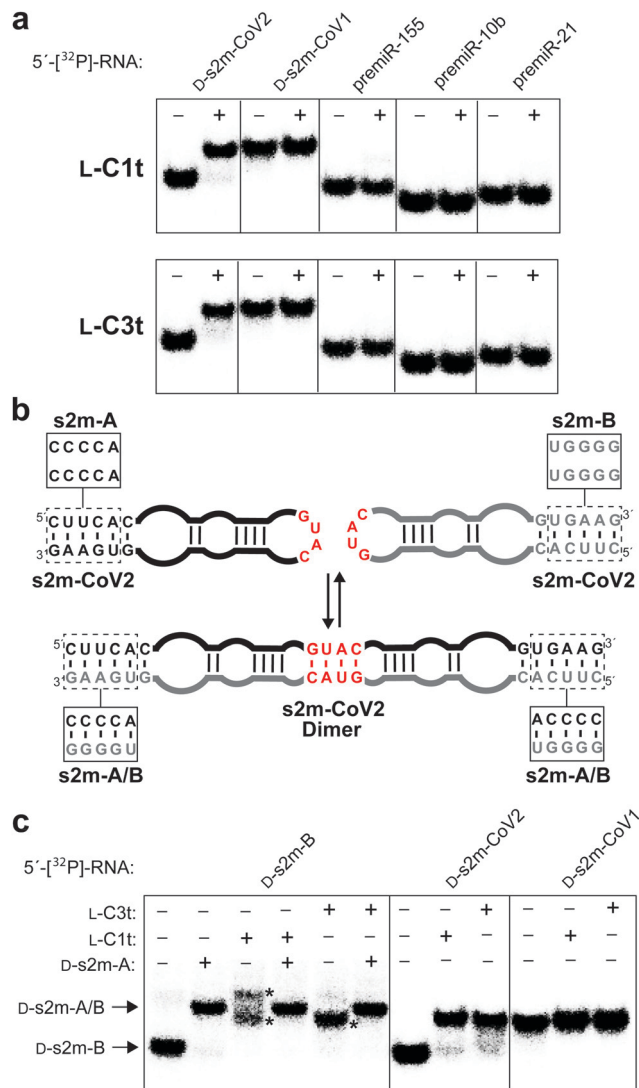 a
5´-[³²P]-RNA:
D-s2m-CoV2
D-s2m-CoV1
premiR-155
premiR-10b
premiR-21
– + – + – + – + – +
L-C1t
– + – + – + – + – +
L-C3t
b
s2m-A
CCCCA
CCCCA
s2m-B
UGGGG
UGGGG
5´ CUUCAC
3´ GAAGUG
s2m-CoV2
GUAC
CAUG
GUGAAG 3´
CACUUC 5´
s2m-CoV2
5´ CUUCAC
3´ GAAGUG
GUAC
CAUG
GUGAAG 3´
CACUUC 5´
s2m-CoV2
Dimer
CCCCA
GGGGU
s2m-A/B
ACCCC
UGGGG
s2m-A/B
c
5´-[³²P]-RNA:
D-s2m-B
D-s2m-CoV2
D-s2m-CoV1
L-C3t: – – – – + + – – + – – +
L-C1t: – – + + – – – + – – + –
D-s2m-A: – + – + – + – – – – – –
D-s2m-A/B
D-s2m-B
* * *